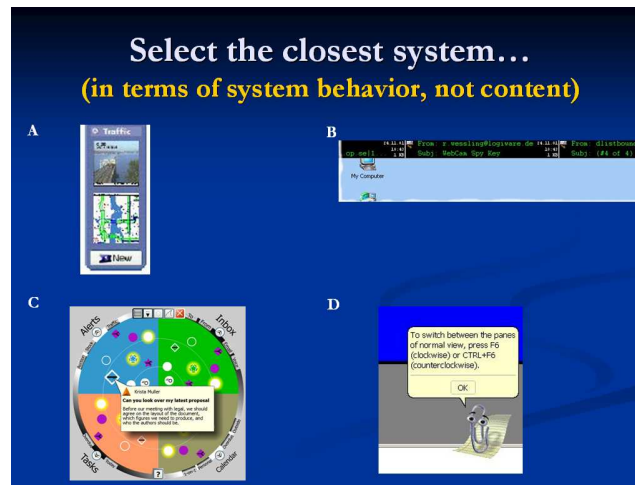 Select the closest system…
(in terms of system behavior, not content)
A
Traffic
New
B
From: r wessling@logiware.de
From:
Subj: WebCam Spy Key
Subj: (#4 of 4)
My Computer
C
Alerts
Inbox
Krista Muller
Can you look over my latest proposal
Before our meeting with legal, we should
agree on the layout of the document,
which figures we need to produce, and
who the authors should be.
Tasks
?
Calendar
D
To switch between the panes
of normal view, press F6
(clockwise) or CTRL+F6
(counterclockwise).
OK